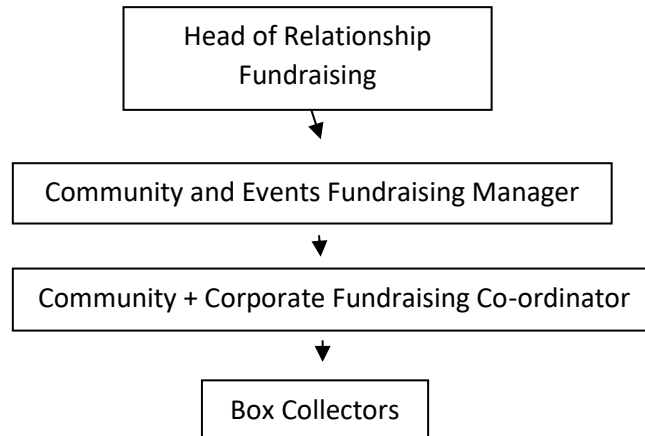 Head of Relationship
Fundraising
Community and Events Fundraising Manager
Community + Corporate Fundraising Co-ordinator
Box Collectors